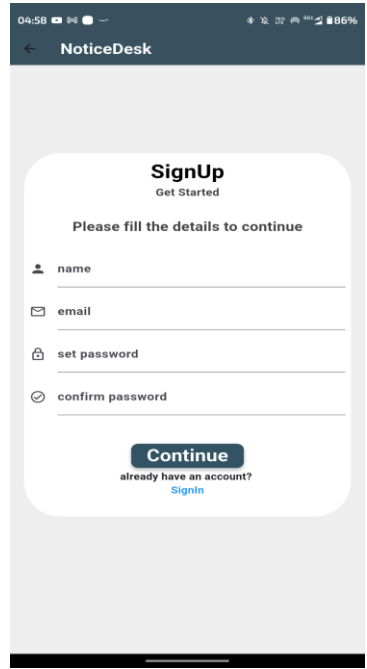 04:58 86%
NoticeDesk
SignUp
Get Started
Please fill the details to continue
name
email
set password
confirm password
Continue
already have an account?
SignIn